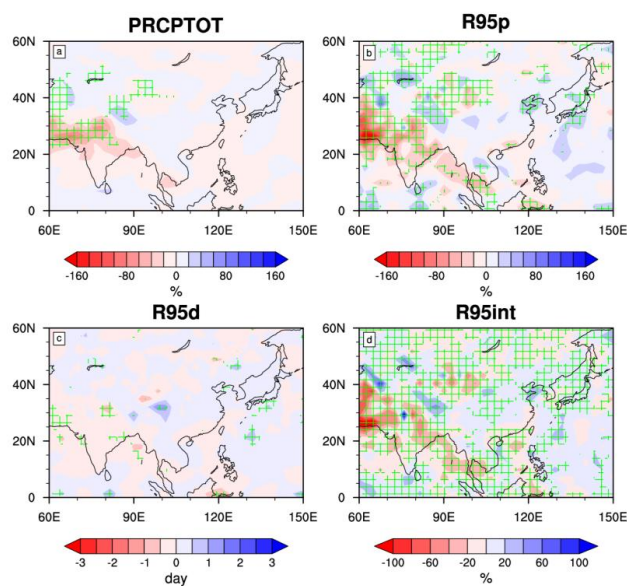 PRCPTOT
R95p
a
b
60N
40N
20N
0
60E
90E
120E
150E
60N
40N
20N
0
60E
90E
120E
150E
-160
-80
0
80
160
%
-160
-80
0
80
160
%
R95d
R95int
c
d
60N
40N
20N
0
60E
90E
120E
150E
60N
40N
20N
0
60E
90E
120E
150E
-3
-2
-1
0
1
2
3
day
-100
-60
-20
20
60
100
%